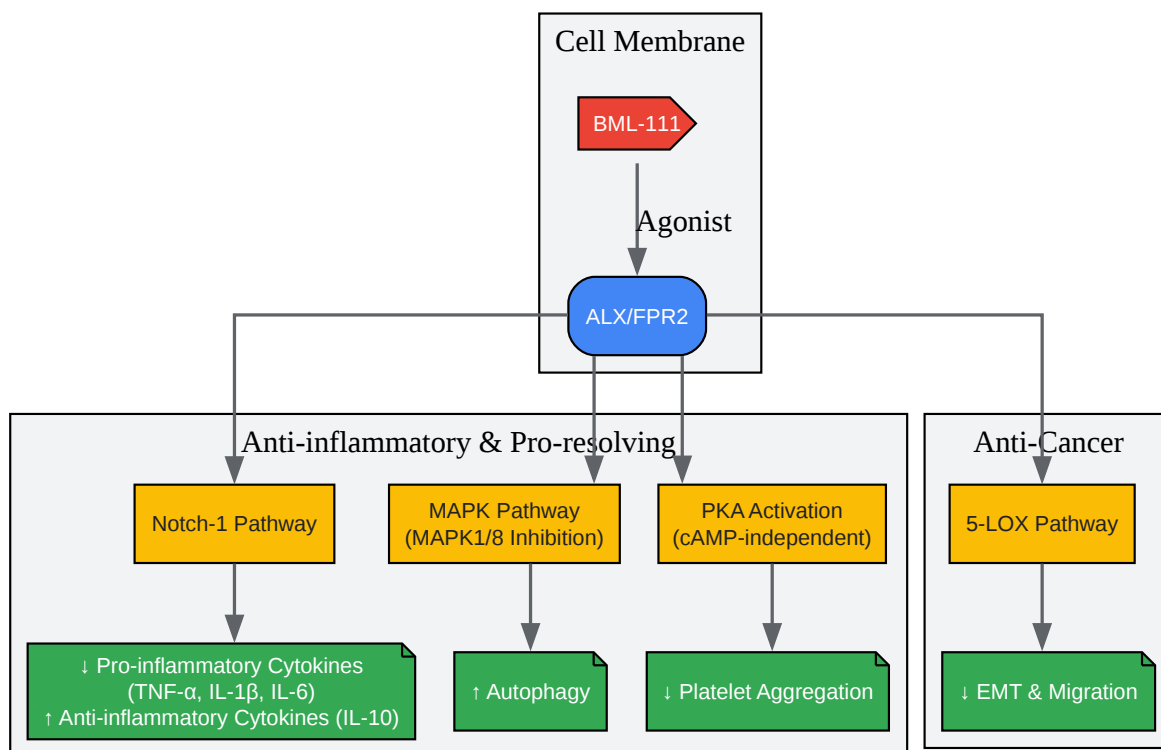 Cell Membrane
BML-111
Agonist
ALX/FPR2
Anti-inflammatory & Pro-resolving
Anti-Cancer
Notch-1 Pathway
MAPK Pathway
(MAPK1/8 Inhibition)
PKA Activation
(cAMP-independent)
5-LOX Pathway
↓ Pro-inflammatory Cytokines
(TNF-α, IL-1β, IL-6)
↑ Anti-inflammatory Cytokines (IL-10)
↑ Autophagy
↓ Platelet Aggregation
↓ EMT & Migration